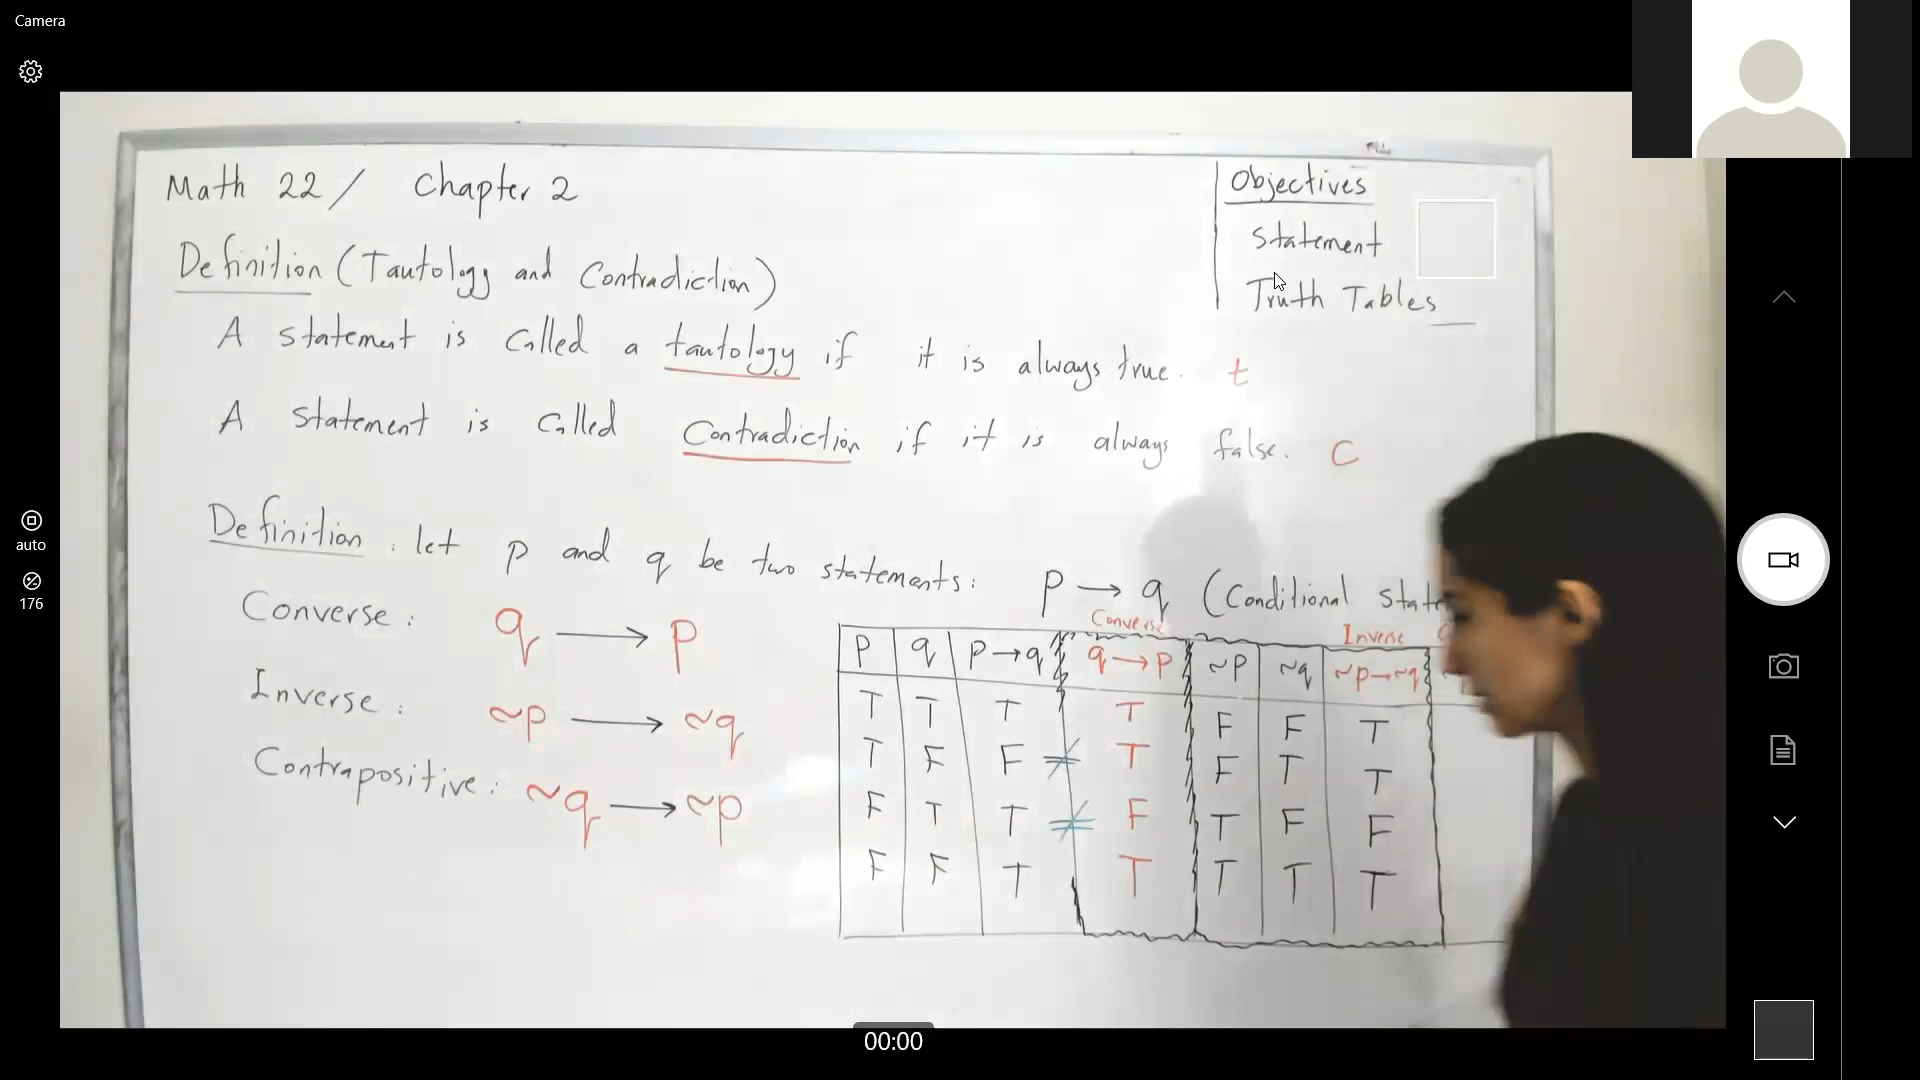 Camera
Math 22 / Chapter 2
Objectives
Statement
Truth Tables
Definition (Tautology and Contradiction)
A statement is called a tautology if it is always true. t
A statement is called Contradiction if it is always false. C
Definition : let p and q be two statements : p → q (Conditional
Converse : q → p
Inverse : ~p → ~q
Contrapositive : ~q → ~p
Converse Inverse
p q p → q q → p ~p ~q ~p → ~q
T T T T F F T
T F F ≠ T F T T
F T T ≠ F T F F
F F T T T T T
auto
176
00:00